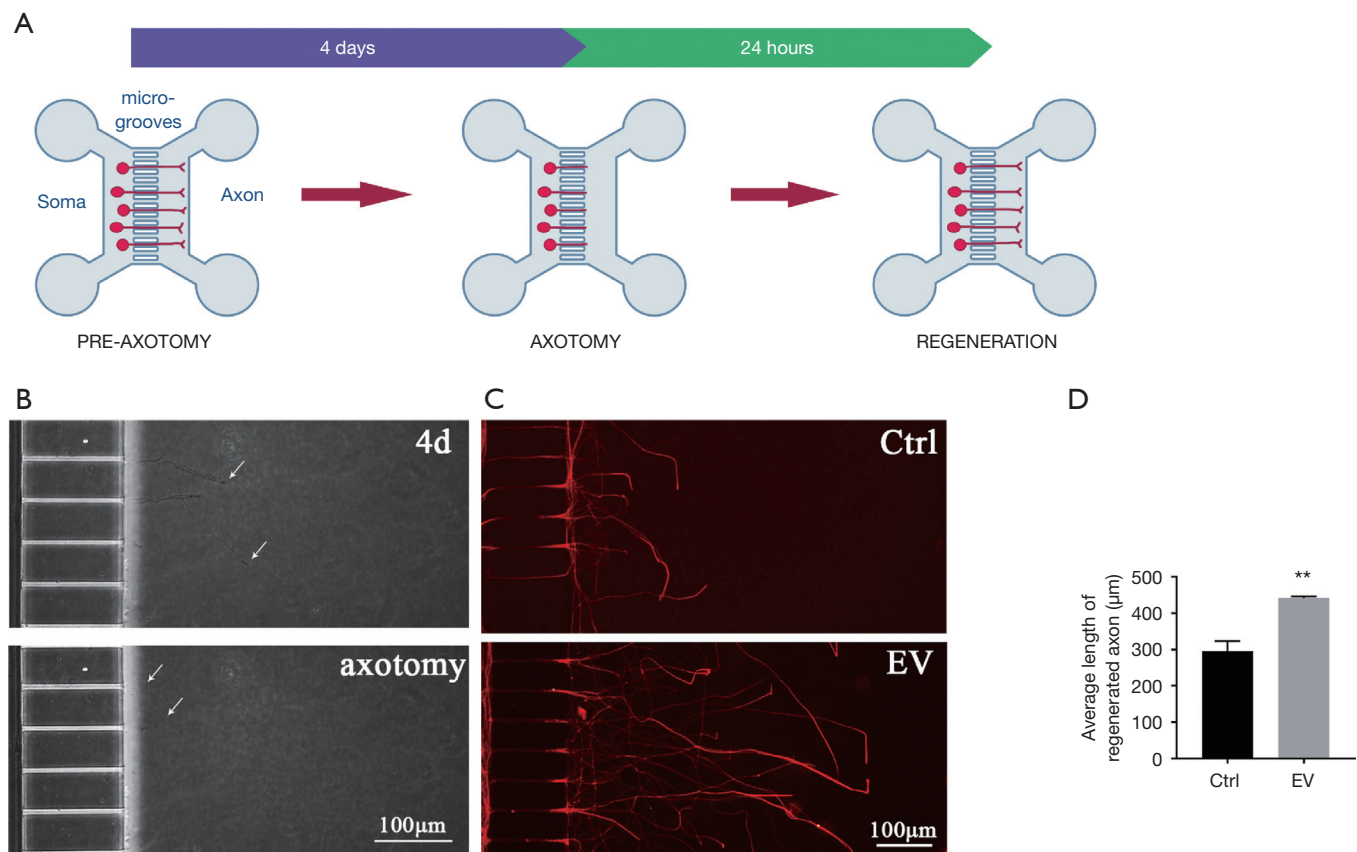 A
4 days
24 hours
micro-
grooves
Soma
Axon
PRE-AXOTOMY
AXOTOMY
REGENERATION
B
4d
axotomy
100μm
C
Ctrl
EV
100μm
D
Average length of
regenerated axon (μm)
500
400
300
200
100
0
**
Ctrl
EV